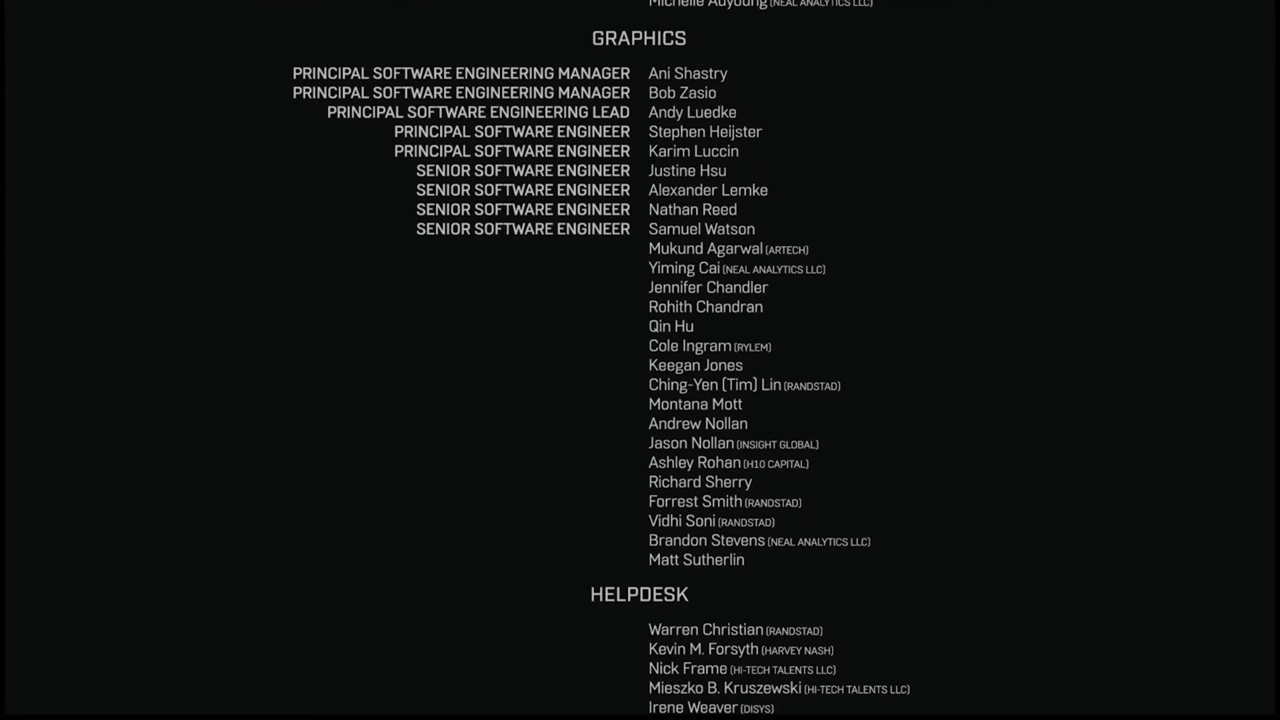 Michelle Auyoung (NEAL ANALYTICS LLC)
GRAPHICS
PRINCIPAL SOFTWARE ENGINEERING MANAGER Ani Shastry
PRINCIPAL SOFTWARE ENGINEERING MANAGER Bob Zasio
PRINCIPAL SOFTWARE ENGINEERING LEAD Andy Luedke
PRINCIPAL SOFTWARE ENGINEER Stephen Heijster
PRINCIPAL SOFTWARE ENGINEER Karim Luccin
SENIOR SOFTWARE ENGINEER Justine Hsu
SENIOR SOFTWARE ENGINEER Alexander Lemke
SENIOR SOFTWARE ENGINEER Nathan Reed
SENIOR SOFTWARE ENGINEER Samuel Watson
Mukund Agarwal (ARTECH)
Yiming Cai (NEAL ANALYTICS LLC)
Jennifer Chandler
Rohith Chandran
Qin Hu
Cole Ingram (RYLEM)
Keegan Jones
Ching-Yen (Tim) Lin (RANDSTAD)
Montana Mott
Andrew Nollan
Jason Nollan (INSIGHT GLOBAL)
Ashley Rohan (H10 CAPITAL)
Richard Sherry
Forrest Smith (RANDSTAD)
Vidhi Soni (RANDSTAD)
Brandon Stevens (NEAL ANALYTICS LLC)
Matt Sutherlin
HELPDESK
Warren Christian (RANDSTAD)
Kevin M. Forsyth (HARVEY NASH)
Nick Frame (HI-TECH TALENTS LLC)
Mieszko B. Kruszewski (HI-TECH TALENTS LLC)
Irene Weaver (DISYS)